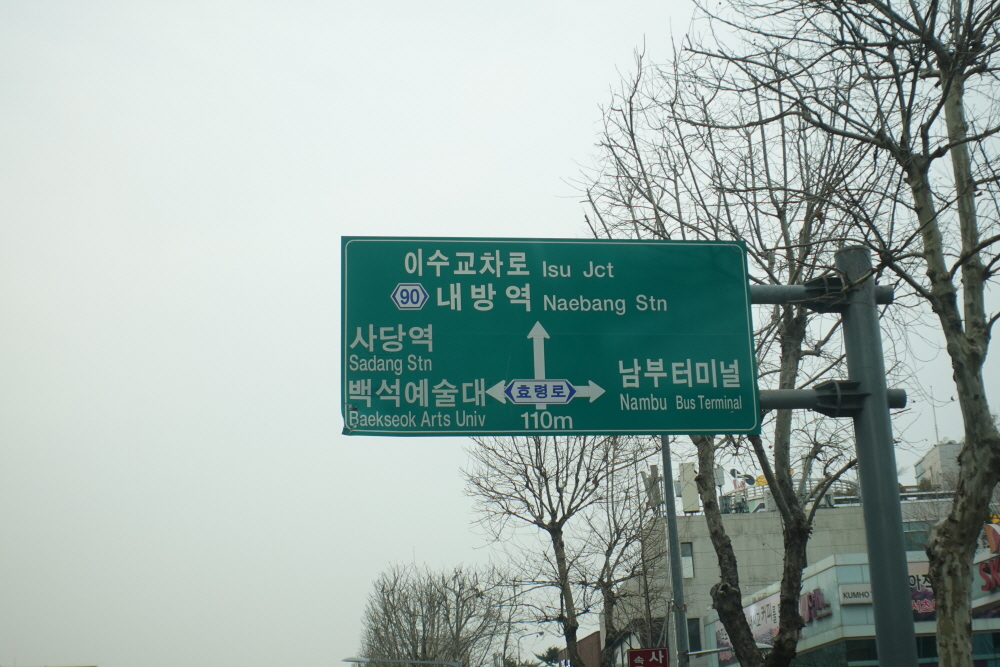 이수교차로 Isu Jct
90 내방역 Naebang Stn
사당역
Sadang Stn
백석예술대
Baekseok Arts Univ
효령로
110m
남부터미널
Nambu Bus Terminal
KUMHO